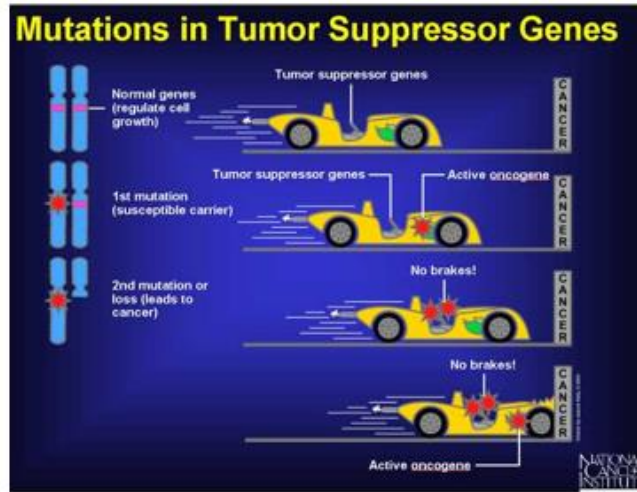 Mutations in Tumor Suppressor Genes
Normal genes
(regulate cell
growth)
Tumor suppressor genes
CANCER
1st mutation
(susceptible carrier)
Tumor suppressor genes
Active oncogene
CANCER
2nd mutation or
loss (leads to
cancer)
No brakes!
CANCER
No brakes!
CANCER
Active oncogene
NATIONAL
CANCER
INSTITUTE